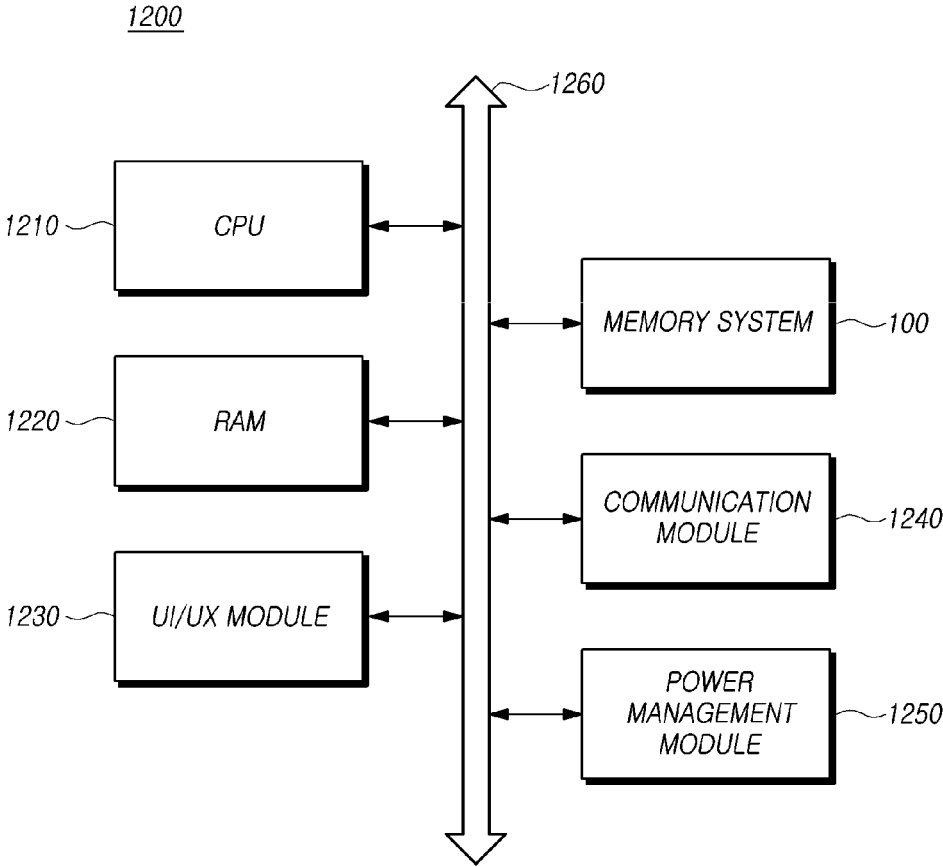 1200
1260
1210
CPU
MEMORY SYSTEM
100
1220
RAM
COMMUNICATION
MODULE
1240
1230
UI/UX MODULE
POWER
MANAGEMENT
MODULE
1250